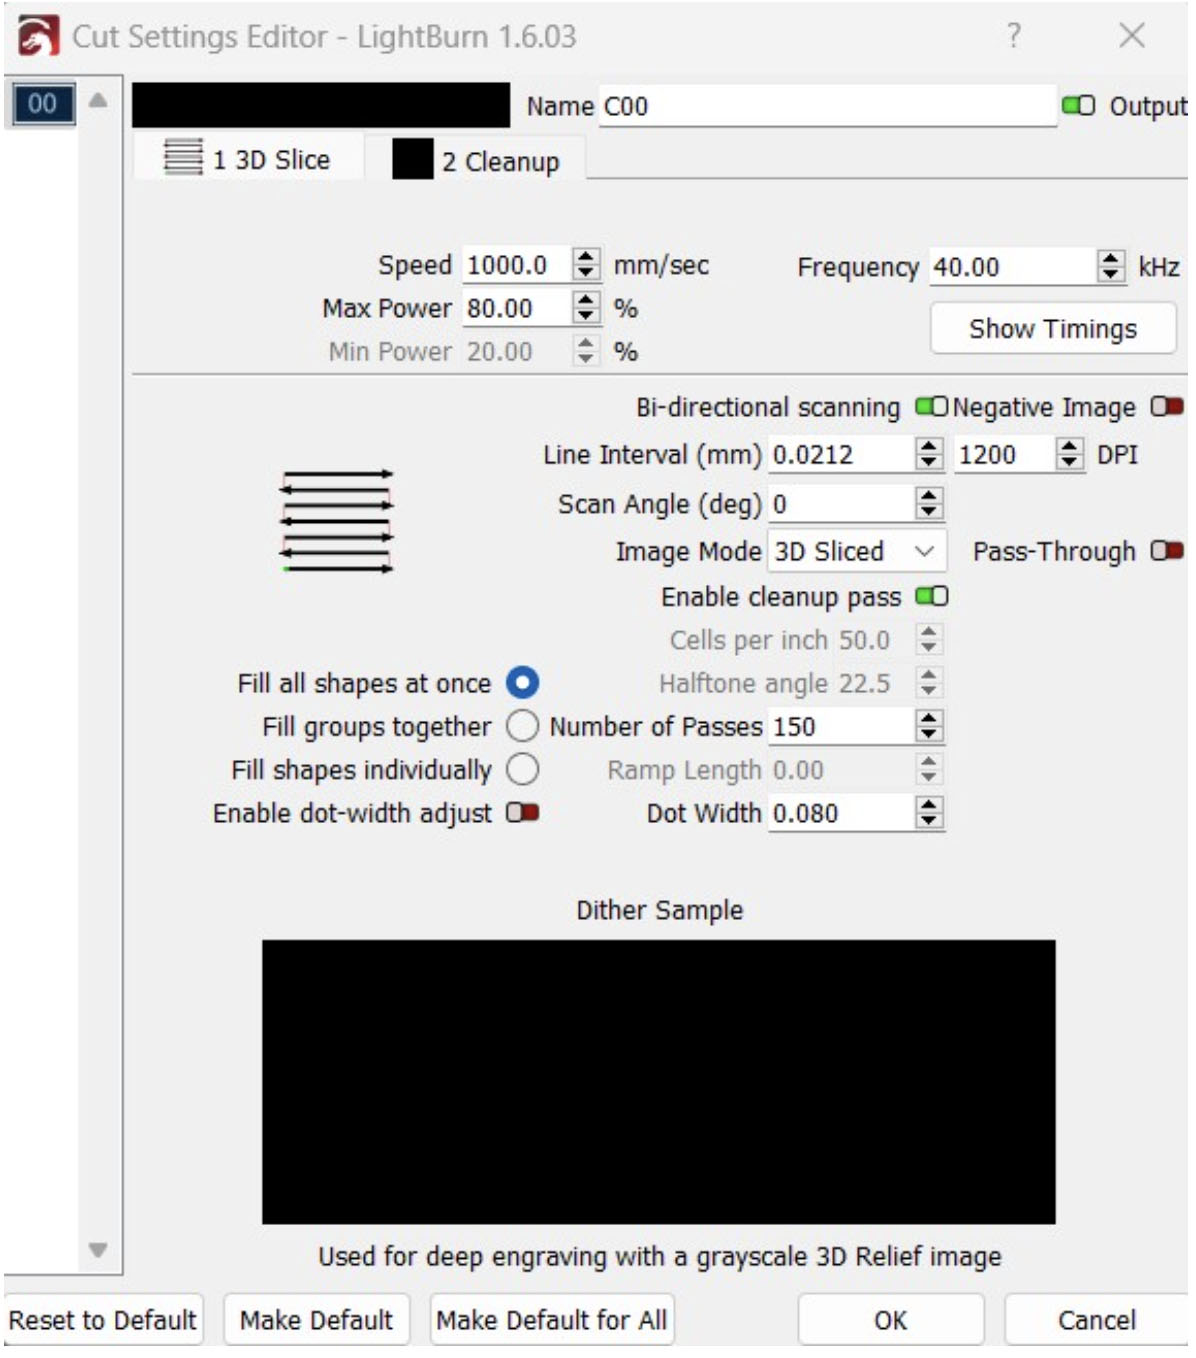 Cut Settings Editor - LightBurn 1.6.03 ?
00 Name C00 Output
1 3D Slice 2 Cleanup
Speed 1000.0 mm/sec Frequency 40.00 kHz
Max Power 80.00 % Show Timings
Min Power 20.00 %
Bi-directional scanning Negative Image
Line Interval (mm) 0.0212 1200 DPI
Scan Angle (deg) 0
Image Mode 3D Sliced Pass-Through
Enable cleanup pass
Cells per inch 50.0
Fill all shapes at once Halftone angle 22.5
Fill groups together Number of Passes 150
Fill shapes individually Ramp Length 0.00
Enable dot-width adjust Dot Width 0.080
Dither Sample
Used for deep engraving with a grayscale 3D Relief image
Reset to Default Make Default Make Default for All OK Cancel